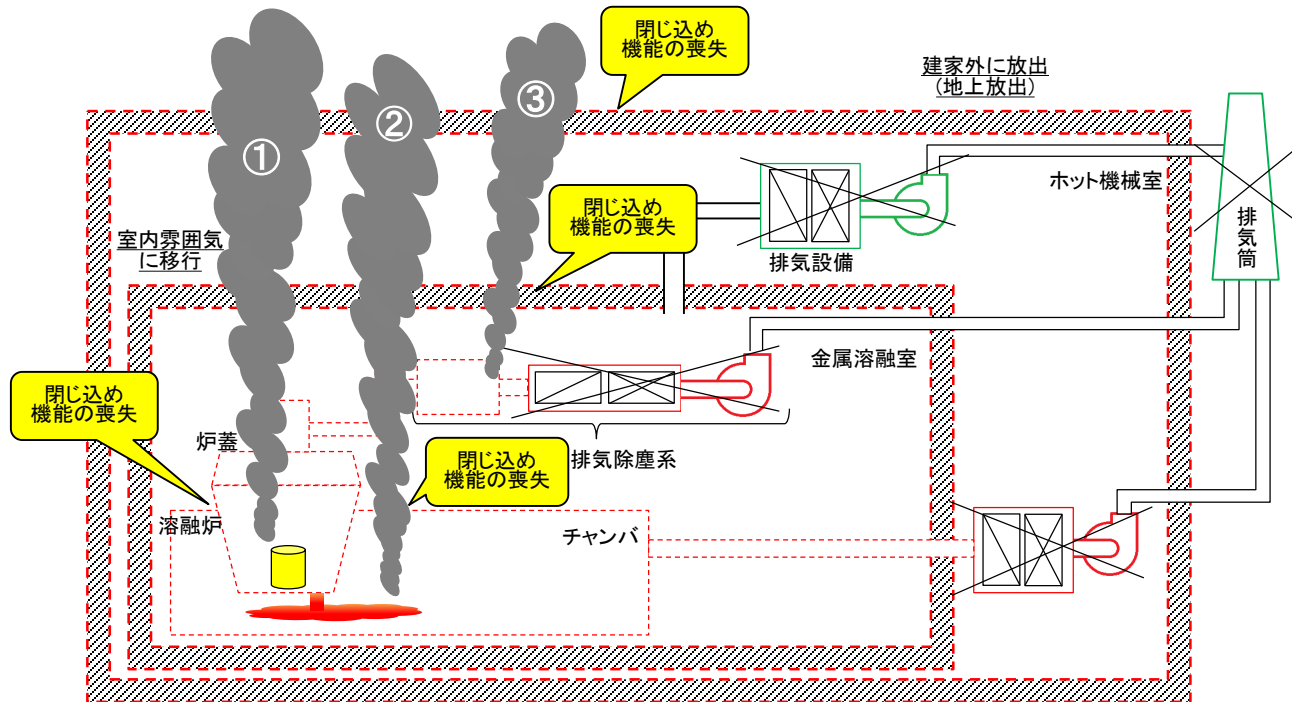 閉じ込め
機能の喪失
建家外に放出
(地上放出)
①
②
③
ホット機械室
閉じ込め
機能の喪失
室内雰囲気
に移行
排気設備
排気筒
金属溶融室
閉じ込め
機能の喪失
炉蓋
閉じ込め
機能の喪失
排気除塵系
溶融炉
チャンバ